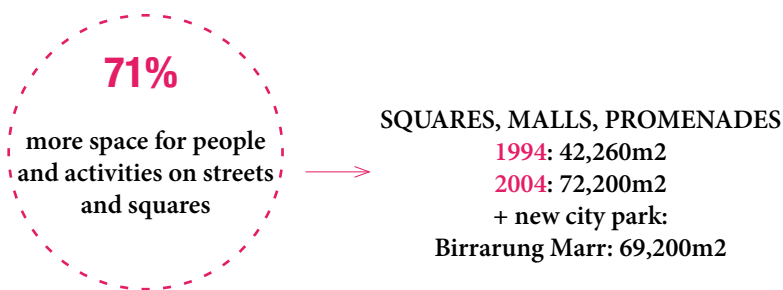 71%
more space for people
and activities on streets
and squares
SQUARES, MALLS, PROMENADES
1994: 42,260m2
2004: 72,200m2
+ new city park:
Birrarung Marr: 69,200m2